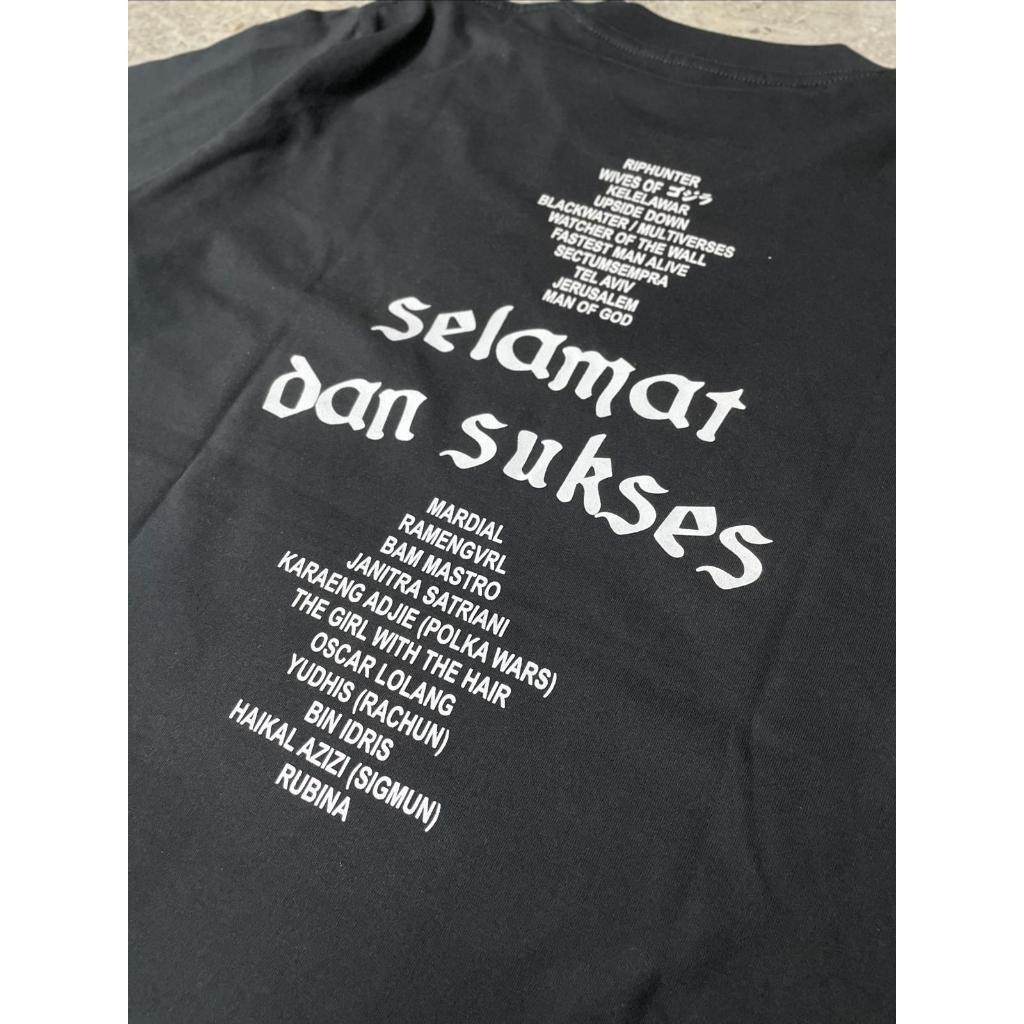 RIPHUNTER
WIVES OF ゴジラ
KELELAWAR
UPSIDE DOWN
BLACKWATER / MULTIVERSES
WATCHER OF THE WALL
FASTEST MAN ALIVE
SECTUMSEMPRA
TEL AVIV
JERUSALEM
MAN OF GOD
selamat
dan sukses
MARDIAL
RAMENGVRL
BAM MASTRO
JANITRA SATRIANI
KARAENG ADJIE (POLKA WARS)
THE GIRL WITH THE HAIR
OSCAR LOLANG
YUDHIS (RACHUN)
BIN IDRIS
HAIKAL AZIZI (SIGMUN)
RUBINA